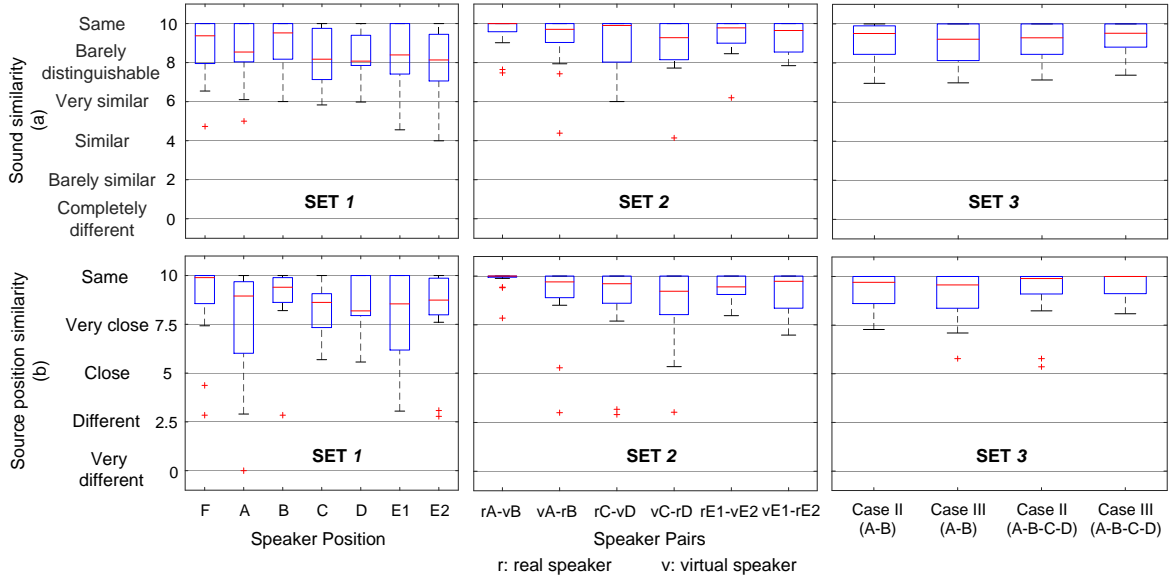 Sound similarity
(a)
Same
Barely
distinguishable
Very similar
Similar
Barely similar
Completely
different
10
8
6
4
2
0
SET 1
SET 2
SET 3
Source position similarity
(b)
Same
Very close
Close
Different
Very
different
10
7.5
5
2.5
0
SET 1
SET 2
SET 3
F A B C D E1 E2
Speaker Position
rA-vB vA-rB rC-vD vC-rD rE1-vE2 vE1-rE2
Speaker Pairs
Case II Case III Case II Case III
(A-B) (A-B) (A-B-C-D) (A-B-C-D)
r: real speaker v: virtual speaker